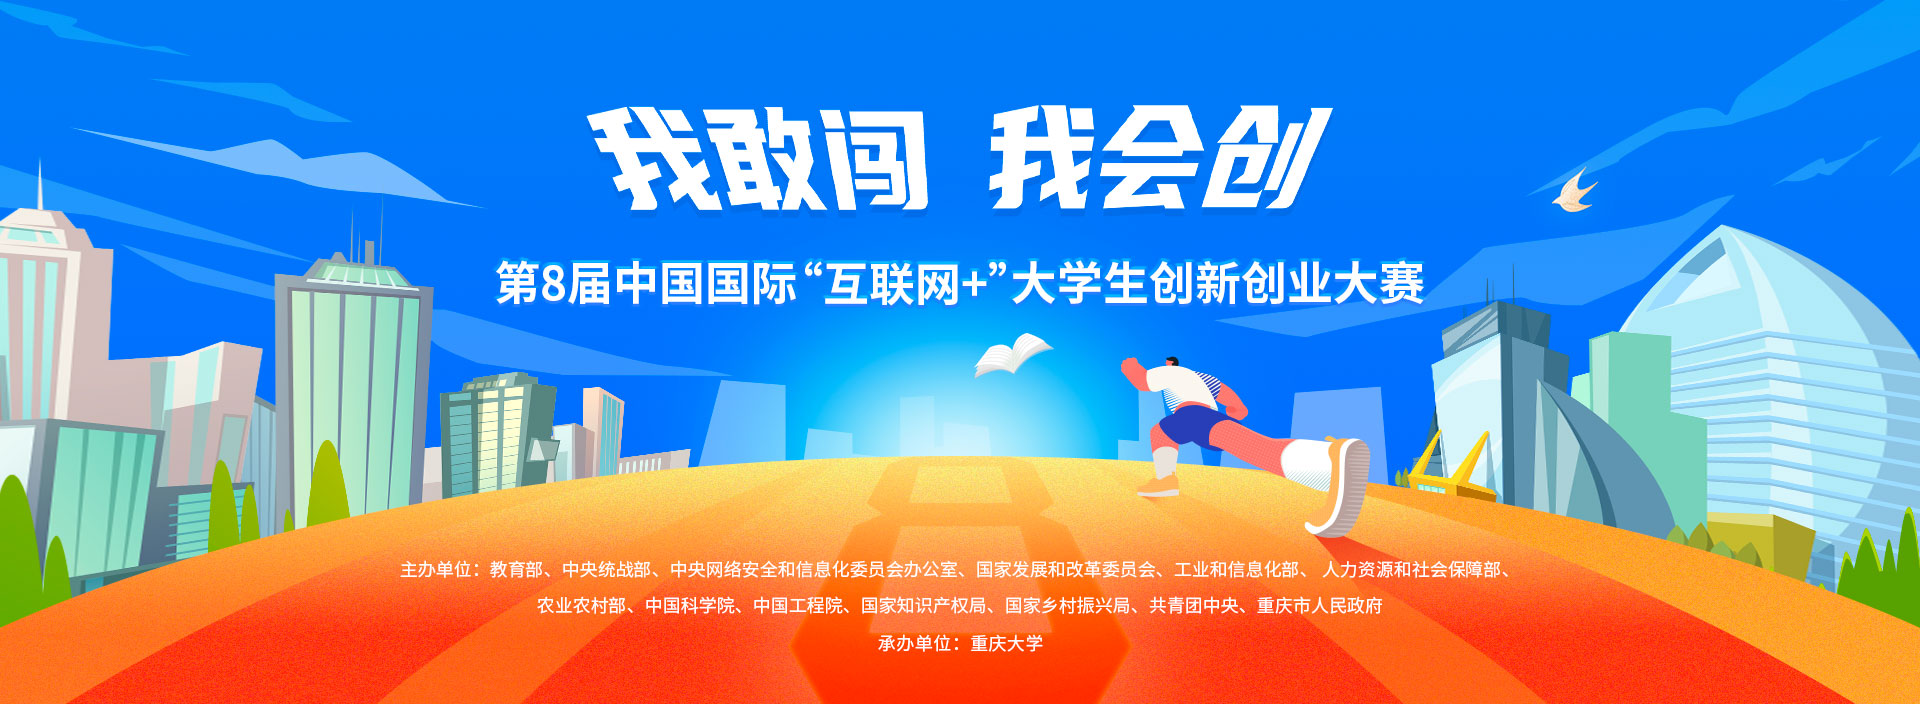 我敢闯 我会创
第8届中国国际“互联网+”大学生创新创业大赛
主办单位：教育部、中央统战部、中央网络安全和信息化委员会办公室、国家发展和改革委员会、工业和信息化部、 人力资源和社会保障部、
农业农村部、中国科学院、中国工程院、国家知识产权局、国家乡村振兴局、共青团中央、重庆市人民政府
承办单位：重庆大学